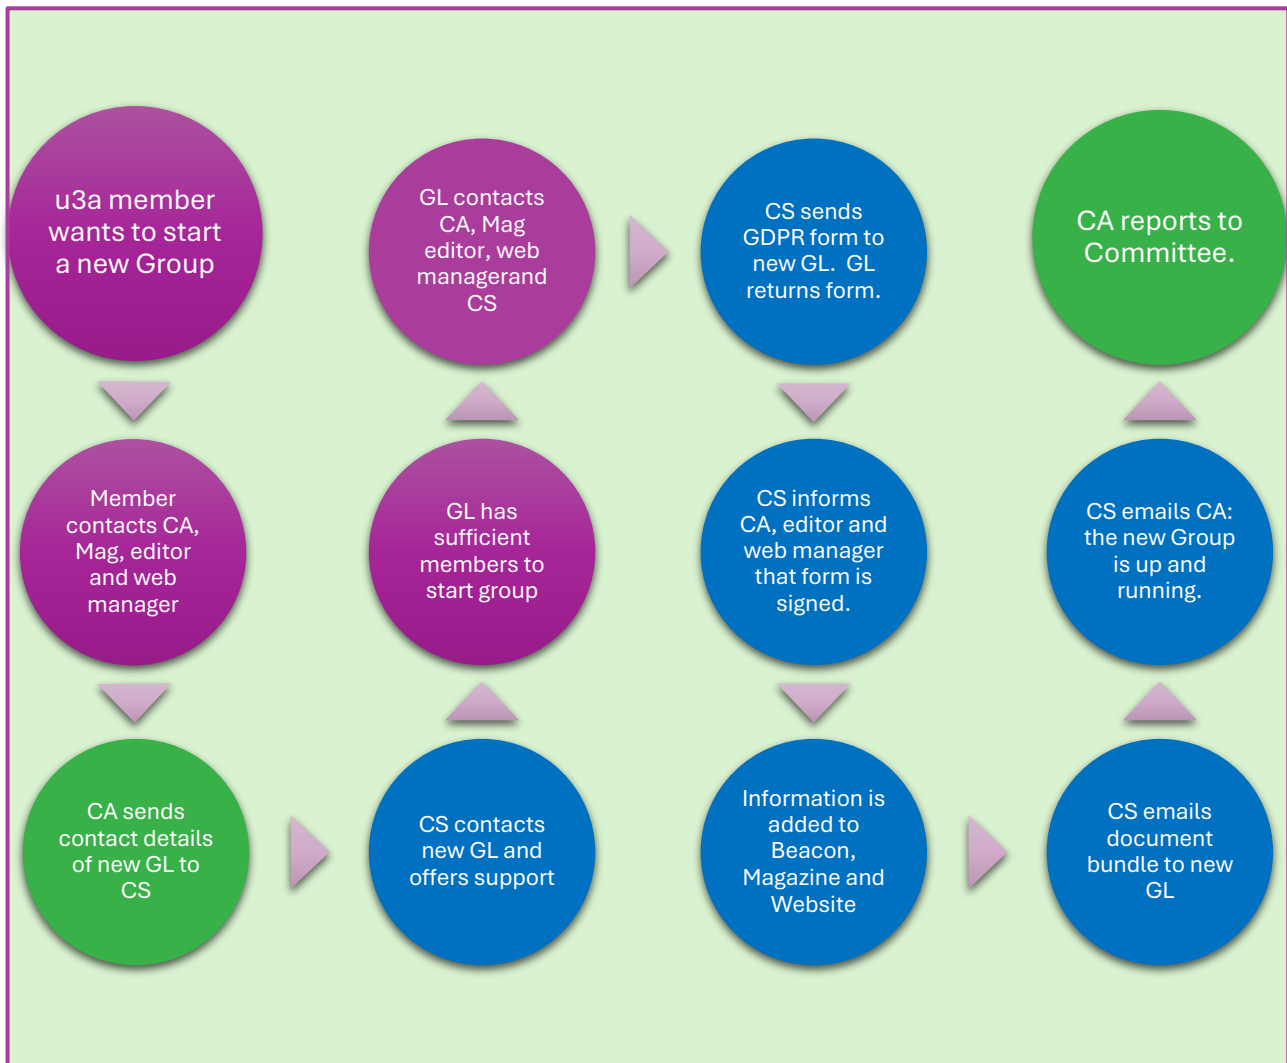 u3a member
wants to start
a new Group
Member
contacts CA,
Mag, editor
and web
manager
CA sends
contact details
of new GL to
CS
CS contacts
new GL and
offers support
GL has
sufficient
members to
start group
GL contacts
CA, Mag
editor, web
managerand
CS
CS sends
GDPR form to
new GL.  GL
returns form.
CS informs
CA, editor and
web manager
that form is
signed.
Information is
added to
Beacon,
Magazine and
Website
CS emails
document
bundle to new
GL
CS emails CA:
the new Group
is up and
running.
CA reports to
Committee.